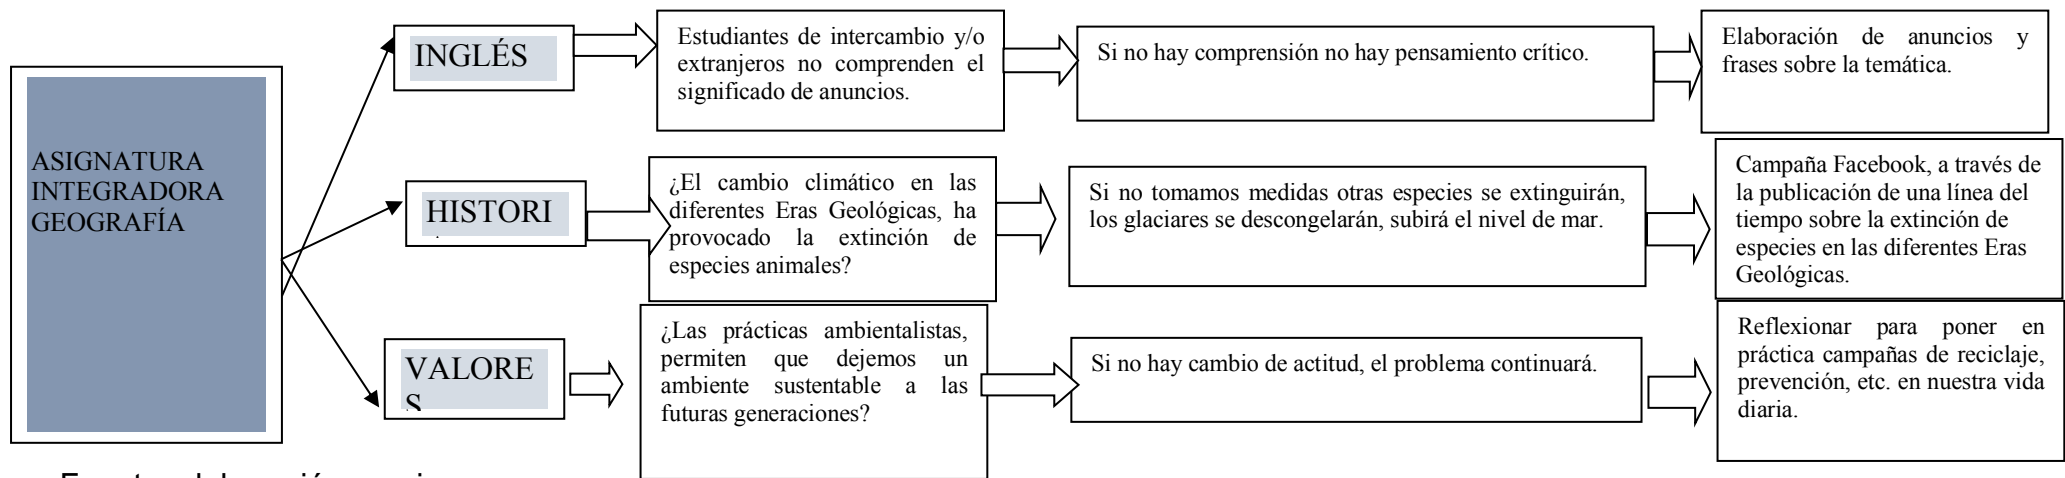 ASIGNATURA
INTEGRADORA
GEOGRAFÍA
INGLÉS
Estudiantes de intercambio y/o
extranjeros no comprenden el
significado de anuncios.
Si no hay comprensión no hay pensamiento crítico.
Elaboración de anuncios y
frases sobre la temática.
HISTORI
¿El cambio climático en las
diferentes Eras Geológicas, ha
provocado la extinción de
especies animales?
Si no tomamos medidas otras especies se extinguirán,
los glaciares se descongelarán, subirá el nivel de mar.
Campaña Facebook, a través de
la publicación de una línea del
tiempo sobre la extinción de
especies en las diferentes Eras
Geológicas.
VALORE
S
¿Las prácticas ambientalistas,
permiten que dejemos un
ambiente sustentable a las
futuras generaciones?
Si no hay cambio de actitud, el problema continuará.
Reflexionar para poner en
práctica campañas de reciclaje,
prevención, etc. en nuestra vida
diaria.